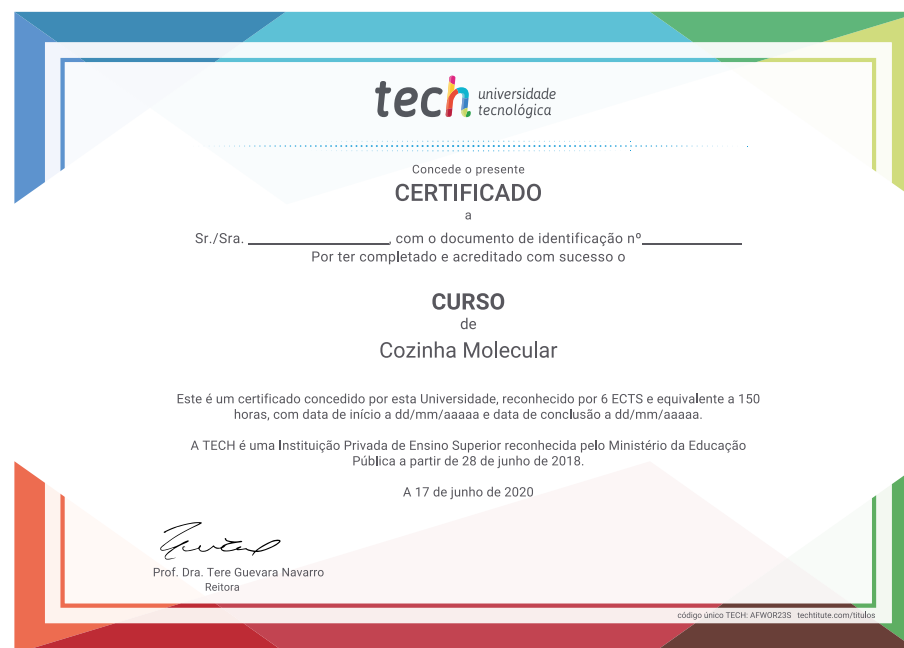 tech universidade
tecnológica
Concede o presente
CERTIFICADO
a
Sr./Sra. , com o documento de identificação nº
Por ter completado e acreditado com sucesso o
CURSO
de
Cozinha Molecular
Este é um certificado concedido por esta Universidade, reconhecido por 6 ECTS e equivalente a 150
horas, com data de início a dd/mm/aaaaa e data de conclusão a dd/mm/aaaaa.
A TECH é uma Instituição Privada de Ensino Superior reconhecida pelo Ministério da Educação
Pública a partir de 28 de junho de 2018.
A 17 de junho de 2020
Prof. Dra. Tere Guevara Navarro
Reitora
código único TECH: AFWOR23S techtitute.com/titulos